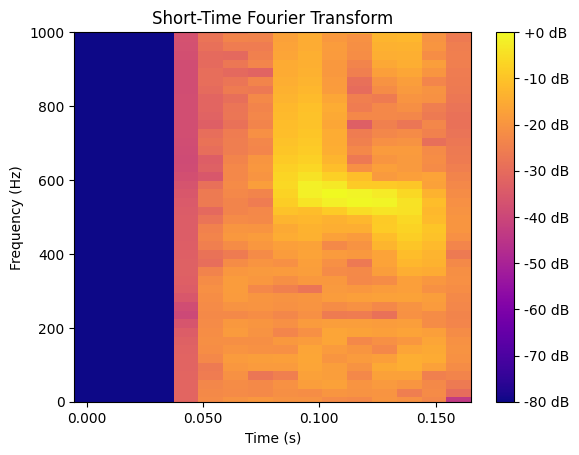 Short-Time Fourier Transform
1000
800
600
400
200
0
Frequency (Hz)
0.000
0.050
0.100
0.150
Time (s)
+0 dB
-10 dB
-20 dB
-30 dB
-40 dB
-50 dB
-60 dB
-70 dB
-80 dB